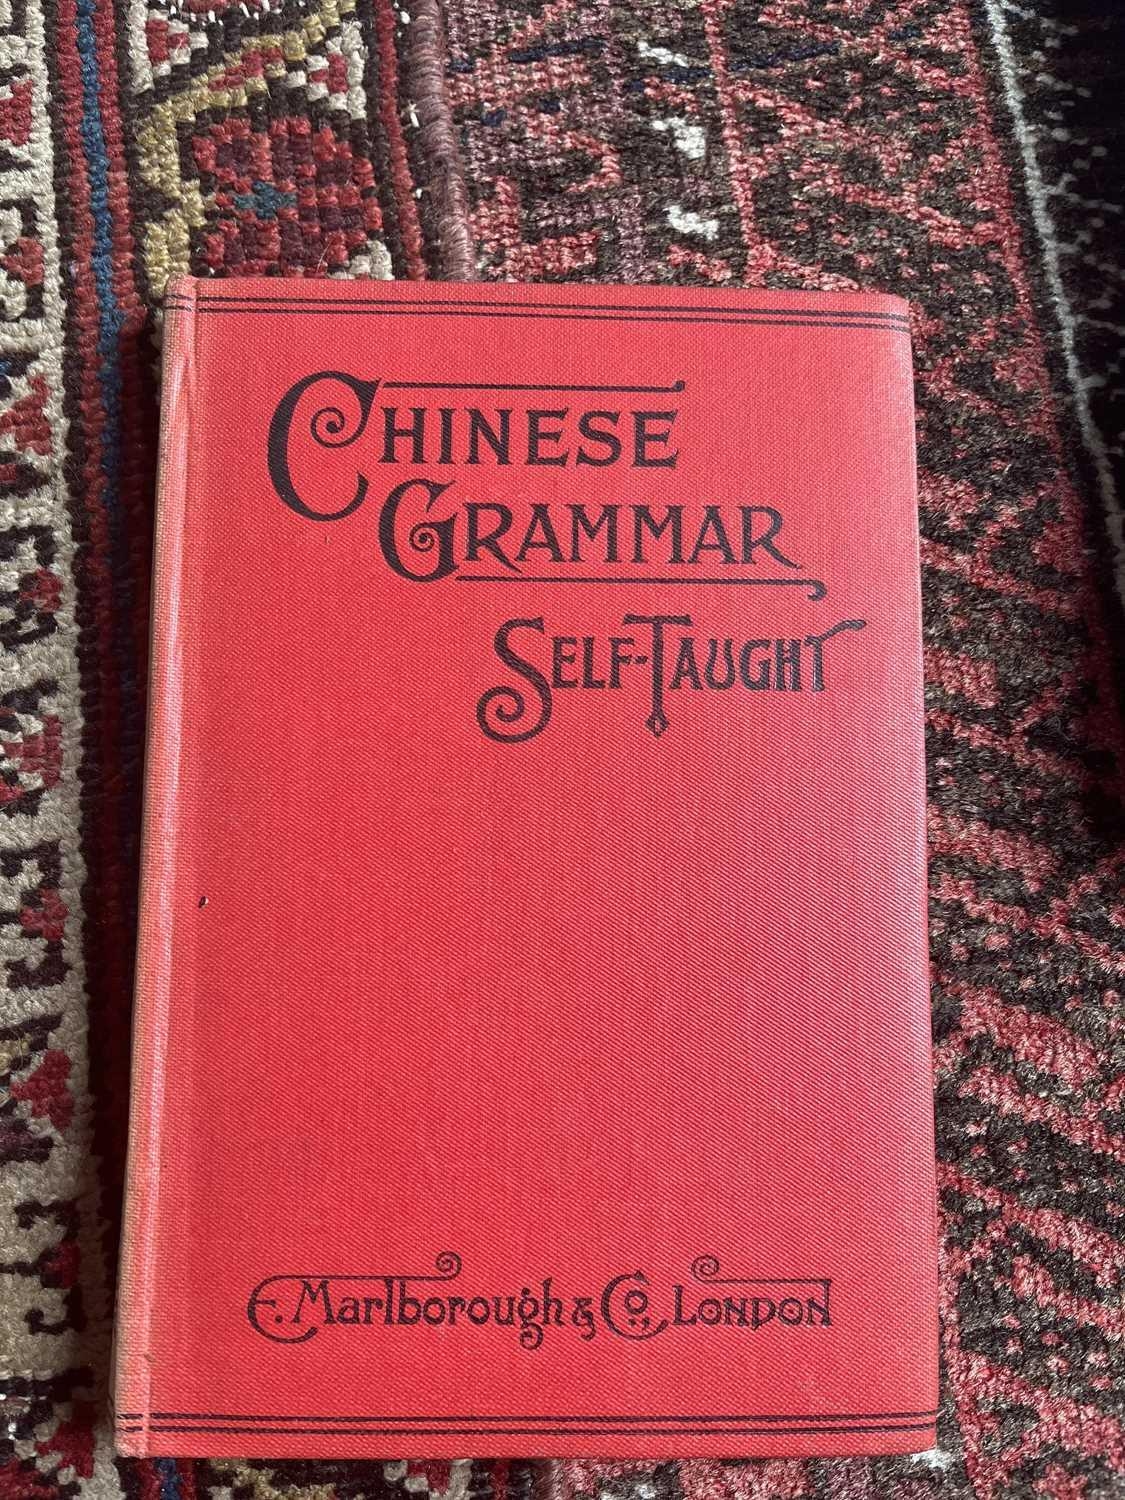 CHINESE
GRAMMAR
SELF-TAUGHT
E. Marlborough & Co., LONDON